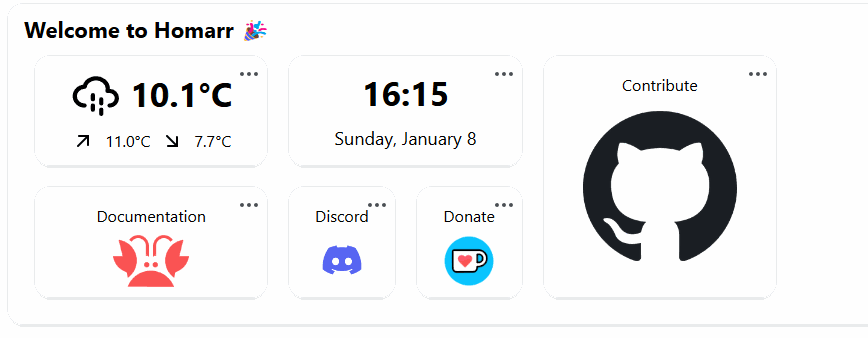 Welcome to Homarr 🎉
10.1°C
11.0°C 7.7°C
16:15
Sunday, January 8
Contribute
Documentation
Discord
Donate